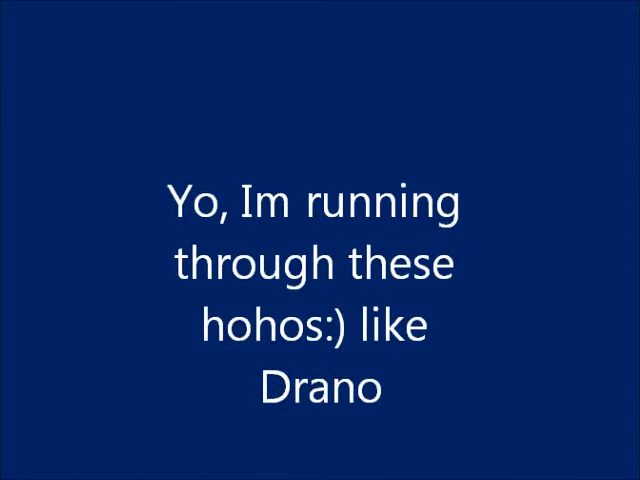 Yo, Im running
through these
hohos:) like
Drano